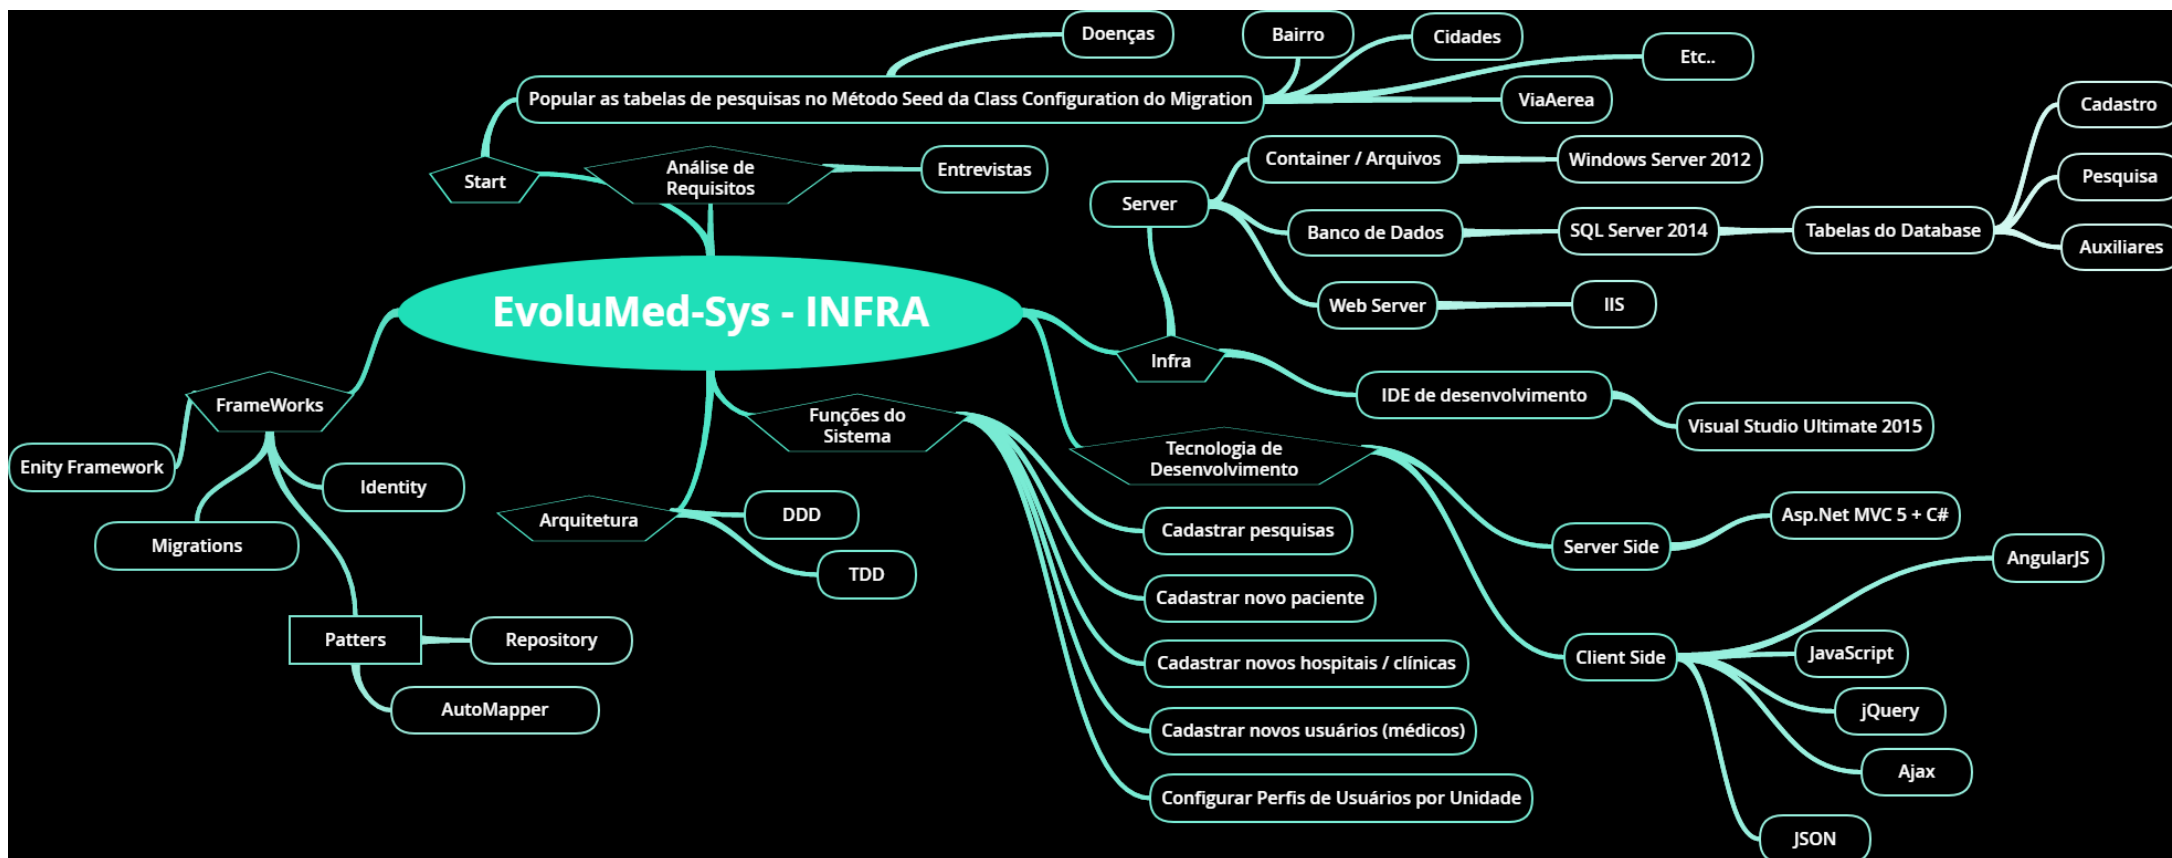 Doenças
Bairro
Cidades
Etc..
Popular as tabelas de pesquisas no Método Seed da Class Configuration do Migration
ViaAerea
Cadastro
Start
Análise de
Requisitos
Entrevistas
Container / Arquivos
Windows Server 2012
Pesquisa
Server
Banco de Dados
SQL Server 2014
Tabelas do Database
Auxiliares
EvoluMed-Sys - INFRA
Web Server
IIS
Infra
FrameWorks
Funções do
Sistema
IDE de desenvolvimento
Visual Studio Ultimate 2015
Enity Framework
Identity
Tecnologia de
Desenvolvimento
Arquitetura
DDD
Cadastrar pesquisas
Asp.Net MVC 5 + C#
Migrations
TDD
Server Side
AngularJS
Cadastrar novo paciente
Patters
Repository
Cadastrar novos hospitais / clínicas
Client Side
JavaScript
AutoMapper
Cadastrar novos usuários (médicos)
jQuery
Ajax
Configurar Perfis de Usuários por Unidade
JSON